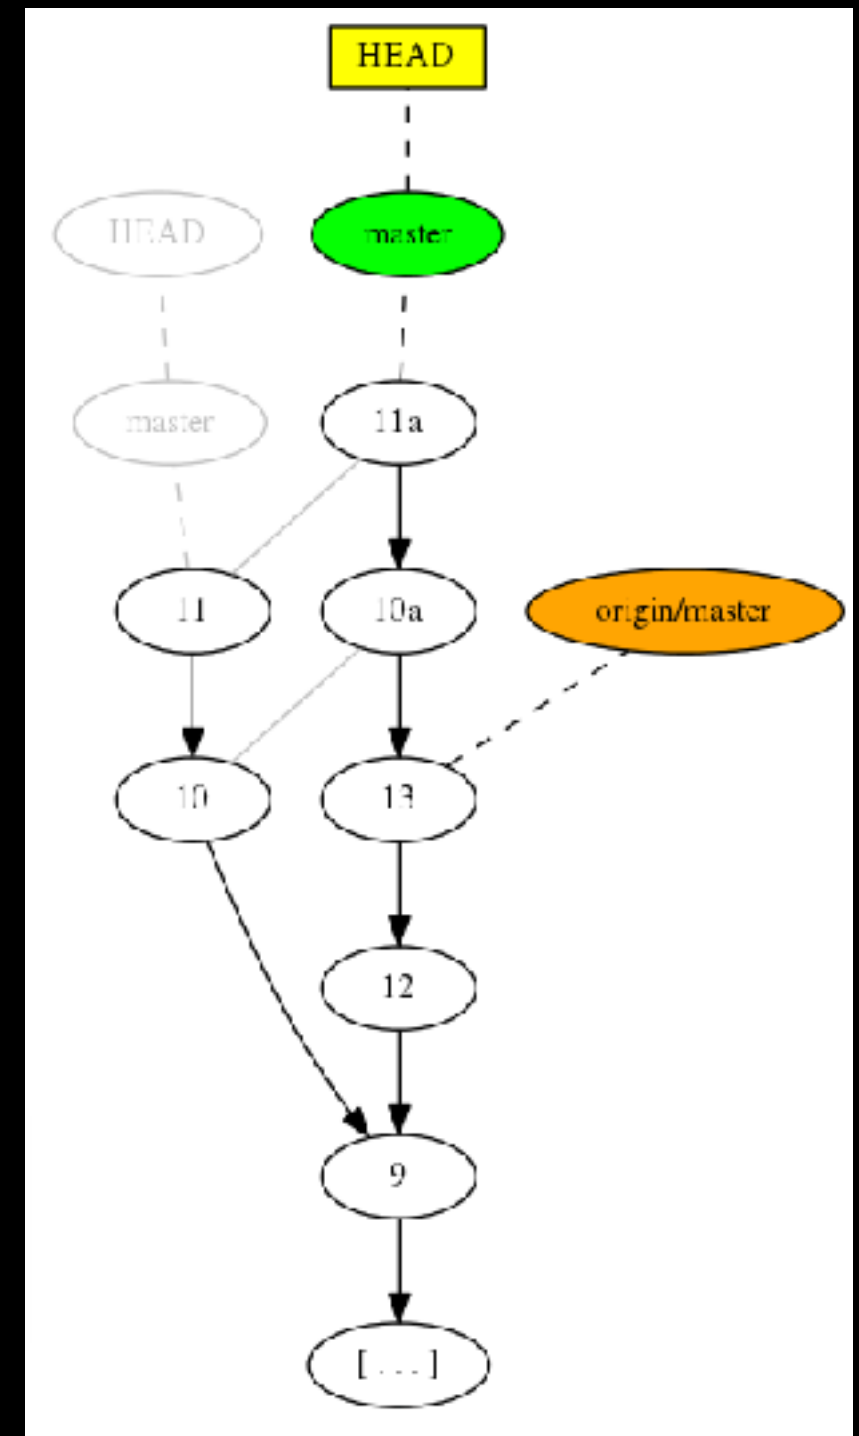 HEAD
HEAD
master
master
11a
11
10a
origin/master
10
13
12
9
[ . . . ]